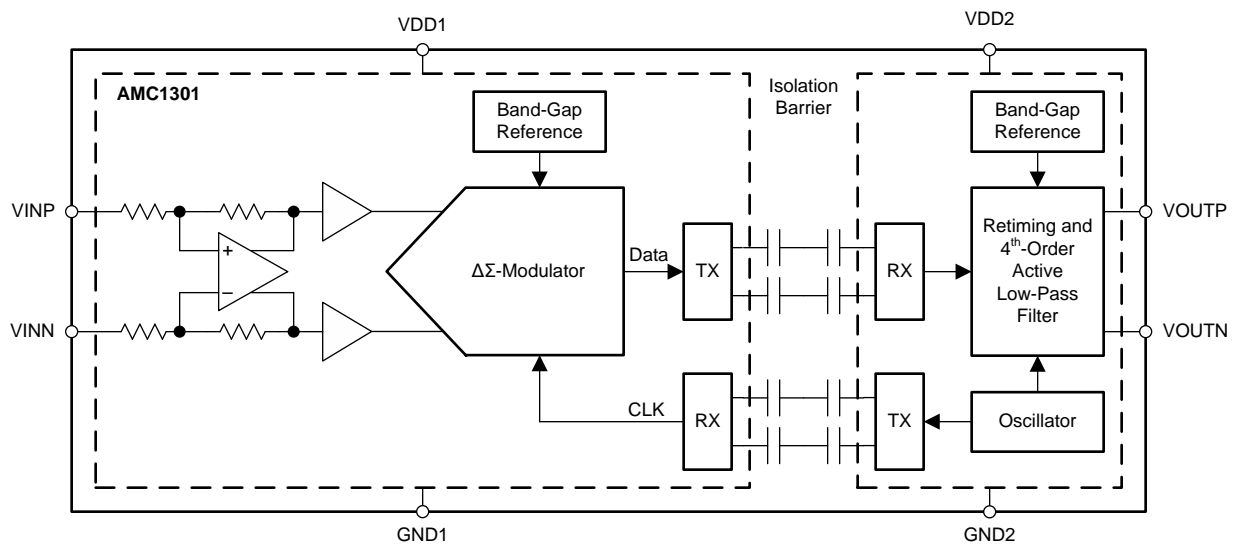 VDD1
VDD2
AMC1301
Isolation
Barrier
Band-Gap
Reference
Band-Gap
Reference
VINP
VOUTP
+
Retiming and
4th-Order
Active
Low-Pass
Filter
ΔΣ-Modulator
Data
TX
RX
−
VINN
VOUTN
CLK
RX
TX
Oscillator
GND1
GND2